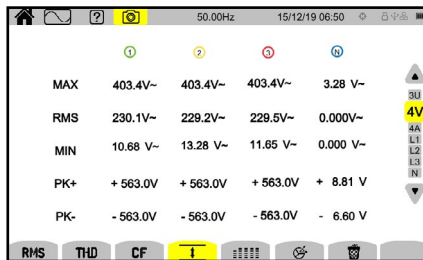 ? 50.00Hz 15/12/19 06:50
1 2 3 N
MAX 403.4V~ 403.4V~ 403.4V~ 3.28 V~
RMS 230.1V~ 229.2V~ 229.5V~ 0.000V~
MIN 10.68 V~ 13.28 V~ 11.65 V~ 0.000 V~
PK+ + 563.0V + 563.0V + 563.0V + 8.81 V
PK- - 563.0V - 563.0V - 563.0V - 6.60 V
3U
4V
4A
L1
L2
L3
N
RMS THD CF